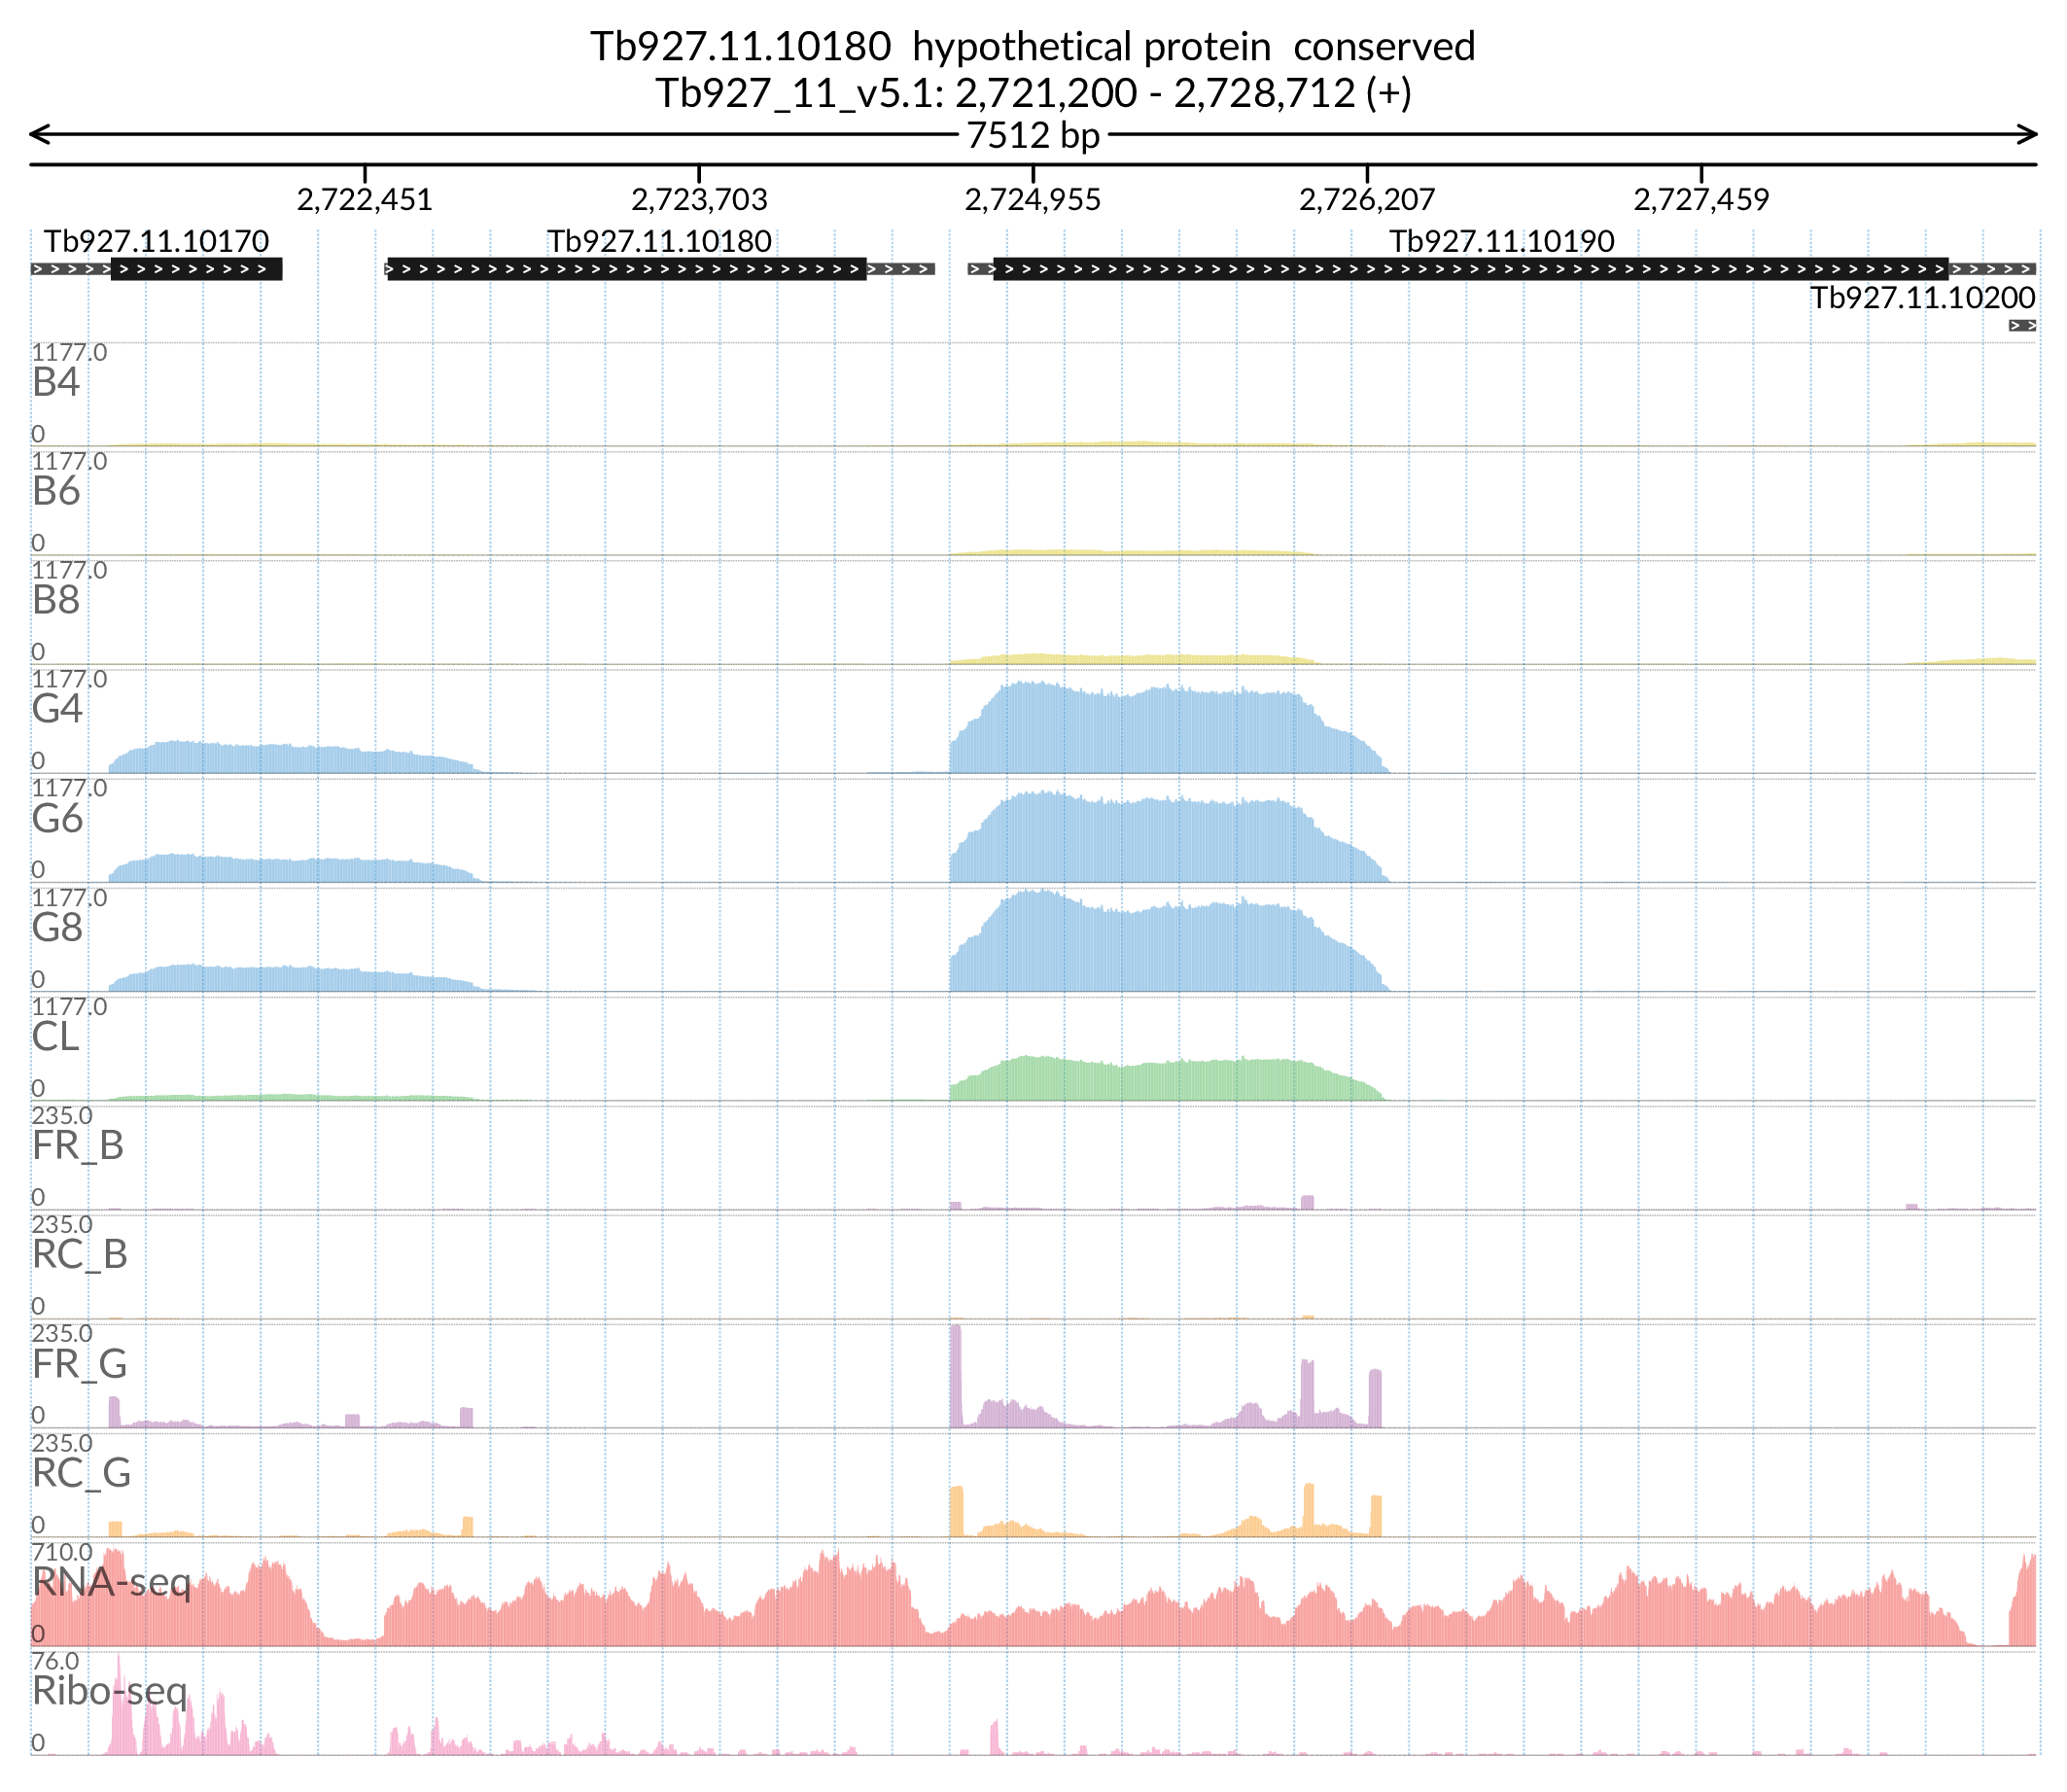 Tb927.11.10180  hypothetical protein  conserved
Tb927_11_v5.1: 2,721,200 - 2,728,712 (+)
7512 bp
2,722,451 2,723,703 2,724,955 2,726,207 2,727,459
Tb927.11.10170 Tb927.11.10180 Tb927.11.10190
Tb927.11.10200
1177.0
B4
0
1177.0
B6
0
1177.0
B8
0
1177.0
G4
0
1177.0
G6
0
1177.0
G8
0
1177.0
CL
0
235.0
FR_B
0
235.0
RC_B
0
235.0
FR_G
0
235.0
RC_G
0
710.0
RNA-seq
0
76.0
Ribo-seq
0